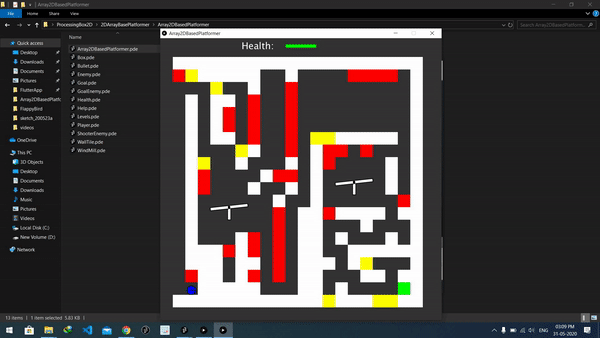 File Home Share View
ProcessingBox2D > 2DArrayBasePlatformer > Array2DBasedPlatformer
Array2DBasedPlatformer
Health:
Quick access
Desktop
Downloads
Documents
Pictures
FlutterApp
Array2DBasedPlatf
FlappyBird
sketch_200523a
videos
OneDrive
This PC
3D Objects
Desktop
Documents
Downloads
Music
Pictures
Videos
Local Disk (C:)
New Volume (D:)
Network
Name
Array2DBasedPlatformer.pde
Box.pde
Bullet.pde
Enemy.pde
Goal.pde
GoalEnemy.pde
Health.pde
Help.pde
Levels.pde
Player.pde
ShooterEnemy.pde
WallTile.pde
WindMill.pde
Search Array2DBasedPlatform...
13 items 1 item selected 5.83 KB
ENG
03:09 PM
31-05-2020